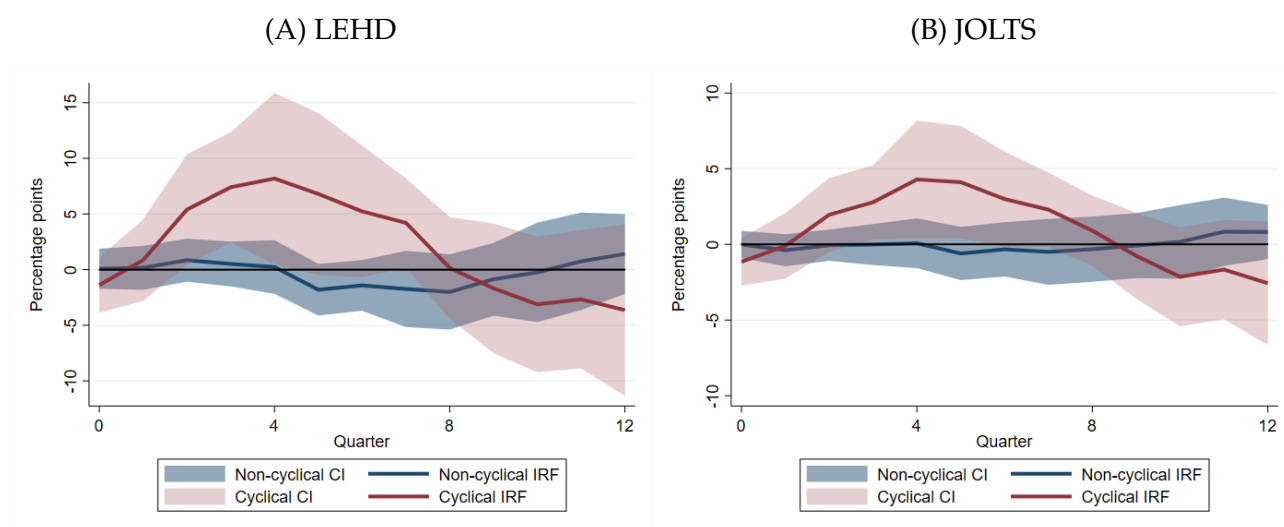 (A) LEHD
15
10
5
0
-5
-10
Percentage points
0 4 8 12
Quarter
Non-cyclical CI Non-cyclical IRF
Cyclical CI Cyclical IRF
(B) JOLTS
10
5
0
-5
-10
Percentage points
0 4 8 12
Quarter
Non-cyclical CI Non-cyclical IRF
Cyclical CI Cyclical IRF